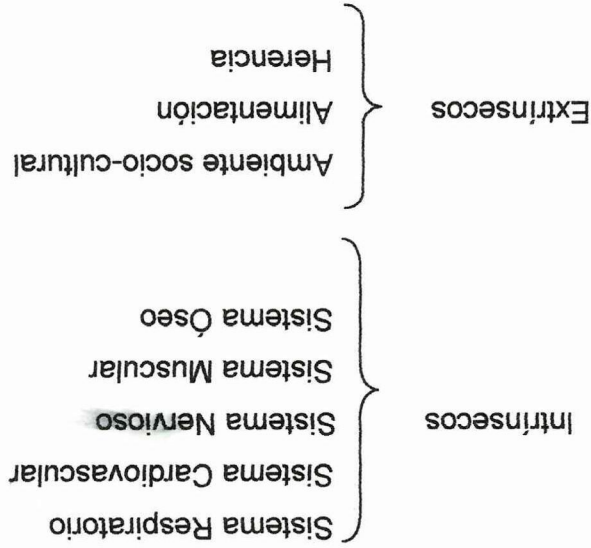 Intrínsecos
Sistema Respiratorio
Sistema Cardiovascular
Sistema Nervioso
Sistema Muscular
Sistema Óseo
Extrínsecos
Ambiente socio-cultural
Alimentación
Herencia